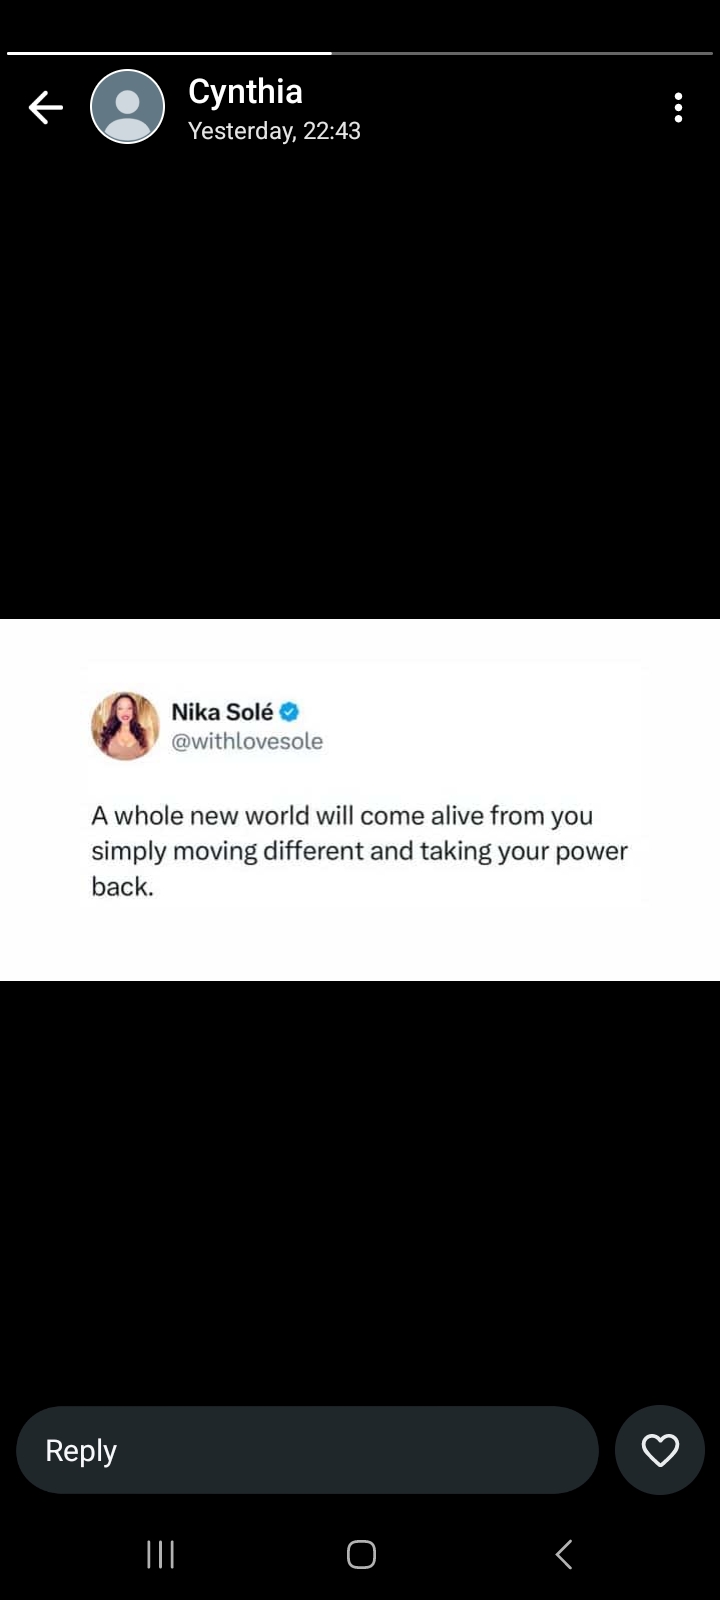 Cynthia
Yesterday, 22:43
Nika Solé
@withlovesole
A whole new world will come alive from you
simply moving different and taking your power
back.
Reply